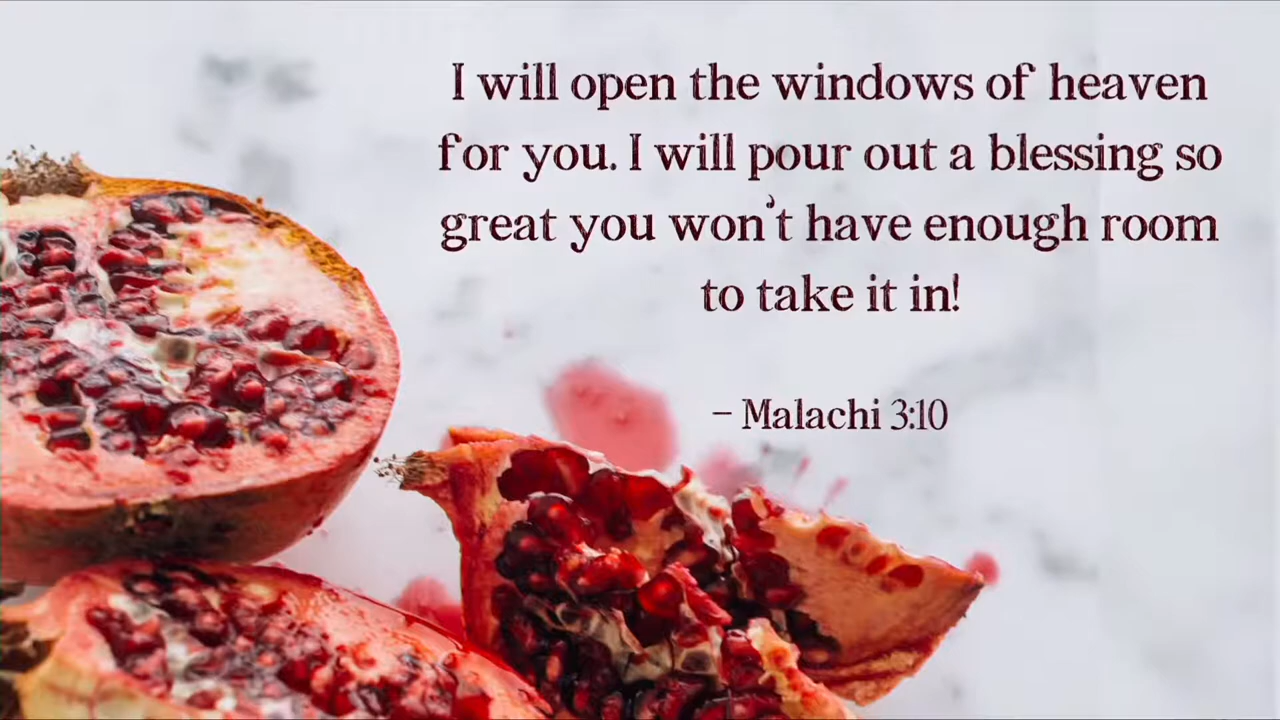 I will open the windows of heaven
for you. I will pour out a blessing so
great you won't have enough room
to take it in!
– Malachi 3:10